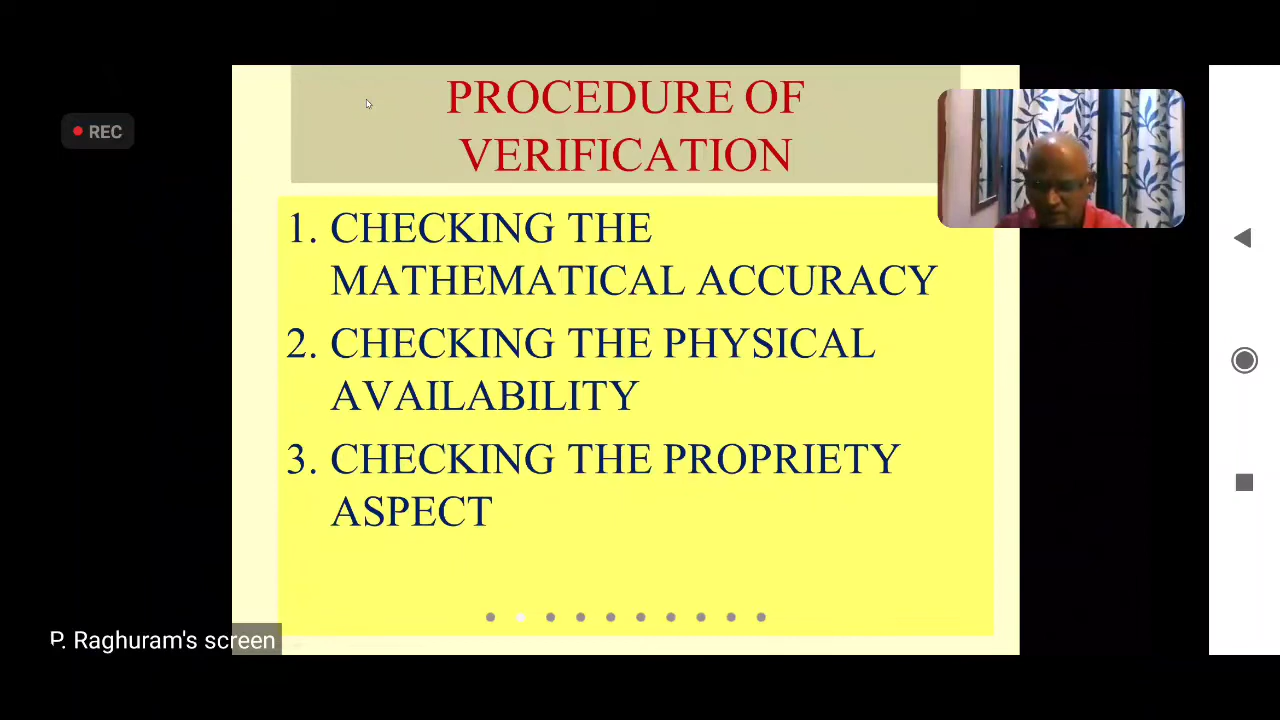 PROCEDURE OF
VERIFICATION
REC
1. CHECKING THE
MATHEMATICAL ACCURACY
2. CHECKING THE PHYSICAL
AVAILABILITY
3. CHECKING THE PROPRIETY
ASPECT
P. Raghuram's screen